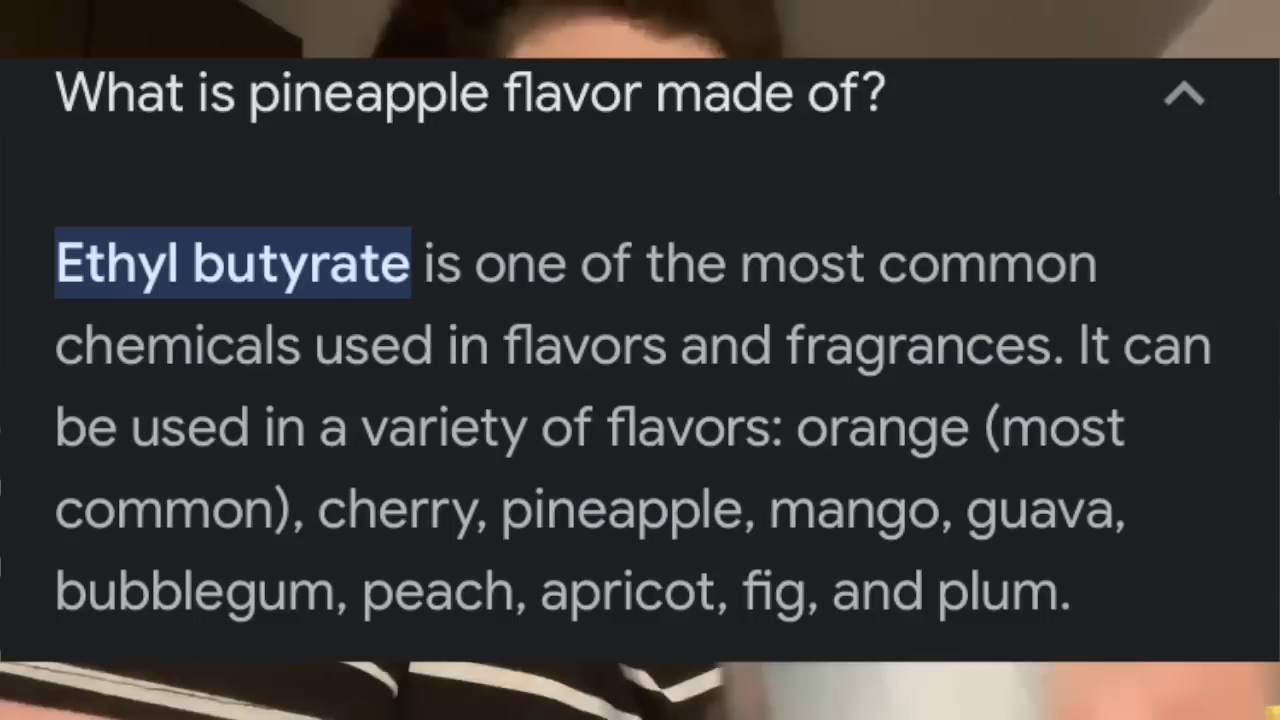 What is pineapple flavor made of?
Ethyl butyrate is one of the most common
chemicals used in flavors and fragrances. It can
be used in a variety of flavors: orange (most
common), cherry, pineapple, mango, guava,
bubblegum, peach, apricot, fig, and plum.